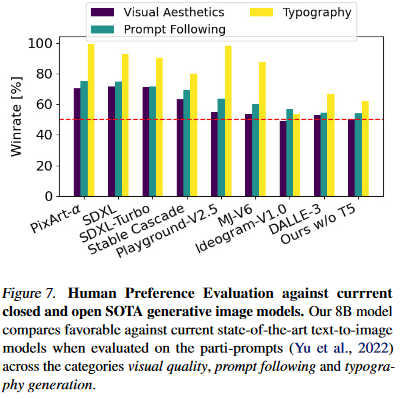 Visual Aesthetics
Prompt Following
Typography
Winrate [%]
100
80
60
40
20
0
PixArt-α
SDXL
SDXL-Turbo
Stable Cascade
Playground-V2.5
MJ-V6
Ideogram-V1.0
DALLE-3
Ours w/o T5
Figure 7. Human Preference Evaluation against currrent
closed and open SOTA generative image models. Our 8B model
compares favorable against current state-of-the-art text-to-image
models when evaluated on the parti-prompts (Yu et al., 2022)
across the categories visual quality, prompt following and typogra-
phy generation.